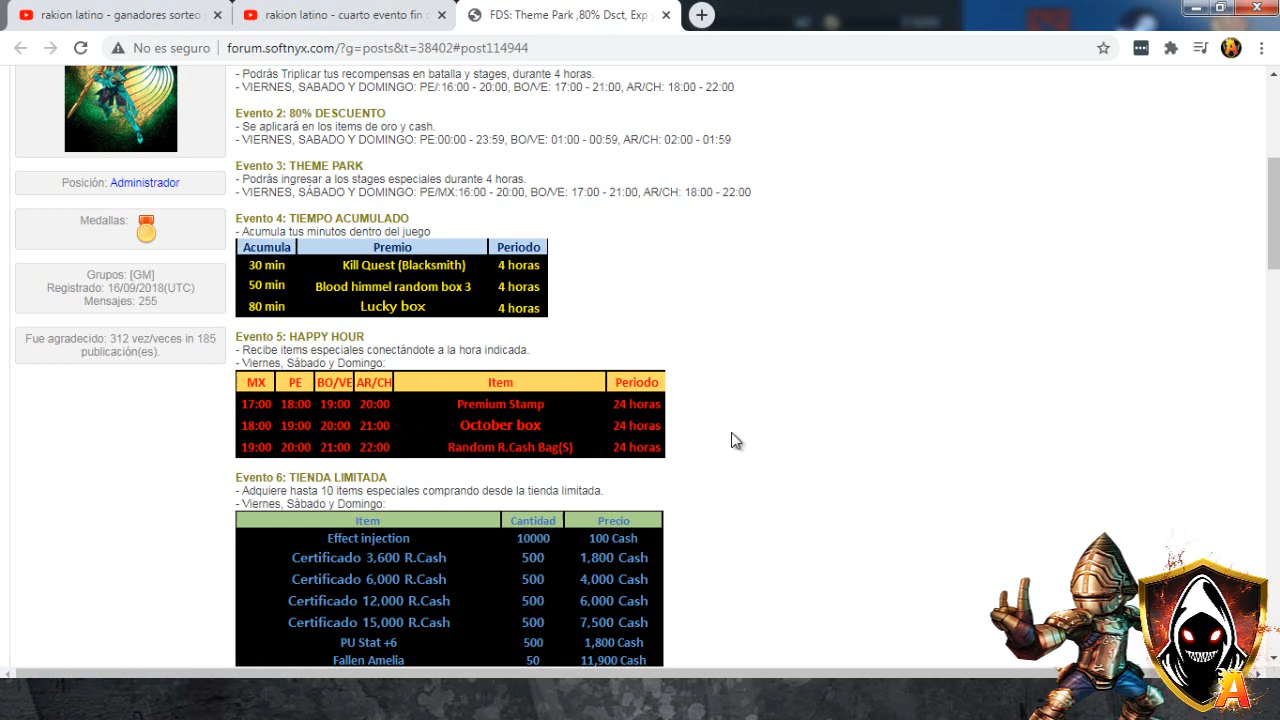 rakion latino - ganadores sorteo
rakion latino - cuarto evento fin
FDS: Theme Park ,80% Dsct, Exp
No es seguro
forum.softnyx.com/?g=posts&t=38402#post114944
- Podrás Triplicar tus recompensas en batalla y stages, durante 4 horas.
- VIERNES, SABADO Y DOMINGO: PE/:16:00 - 20:00, BO/VE: 17:00 - 21:00, AR/CH: 18:00 - 22:00
Evento 2: 80% DESCUENTO
- Se aplicará en los items de oro y cash.
- VIERNES, SABADO Y DOMINGO: PE:00:00 - 23:59, BO/VE: 01:00 - 00:59, AR/CH: 02:00 - 01:59
Evento 3: THEME PARK
- Podrás ingresar a los stages especiales durante 4 horas.
- VIERNES, SÁBADO Y DOMINGO: PE/MX:16:00 - 20:00, BO/VE: 17:00 - 21:00, AR/CH: 18:00 - 22:00
Posición: Administrador
Medallas:
Grupos: [GM]
Registrado: 16/09/2018(UTC)
Mensajes: 255
Fue agradecido: 312 vez/veces in 185
publicación(es).
Evento 4: TIEMPO ACUMULADO
- Acumula tus minutos dentro del juego
Acumula Premio Periodo
30 min Kill Quest (Blacksmith) 4 horas
50 min Blood himmel random box 3 4 horas
80 min Lucky box 4 horas
Evento 5: HAPPY HOUR
- Recibe items especiales conectándote a la hora indicada.
- Viernes, Sábado y Domingo:
MX PE BO/VE AR/CH Item Periodo
17:00 18:00 19:00 20:00 Premium Stamp 24 horas
18:00 19:00 20:00 21:00 October box 24 horas
19:00 20:00 21:00 22:00 Random R.Cash Bag(S) 24 horas
Evento 6: TIENDA LIMITADA
- Adquiere hasta 10 items especiales comprando desde la tienda limitada.
- Viernes, Sábado y Domingo:
Item Cantidad Precio
Effect injection 10000 100 Cash
Certificado 3,600 R.Cash 500 1,800 Cash
Certificado 6,000 R.Cash 500 4,000 Cash
Certificado 12,000 R.Cash 500 6,000 Cash
Certificado 15,000 R.Cash 500 7,500 Cash
PU Stat +6 500 1,800 Cash
Fallen Amelia 50 11,900 Cash
A